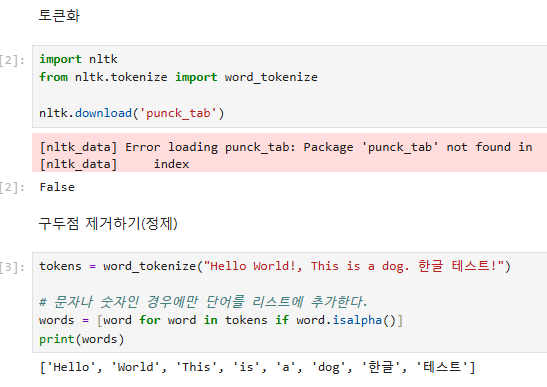 토큰화
[2]: import nltk
from nltk.tokenize import word_tokenize
nltk.download('punck_tab')
[nltk_data] Error loading punck_tab: Package 'punck_tab' not found in
[nltk_data]     index
[2]: False
구두점 제거하기(정제)
[3]: tokens = word_tokenize("Hello World!, This is a dog. 한글 테스트!")
# 문자나 숫자인 경우에만 단어를 리스트에 추가한다.
words = [word for word in tokens if word.isalpha()]
print(words)
['Hello', 'World', 'This', 'is', 'a', 'dog', '한글', '테스트']